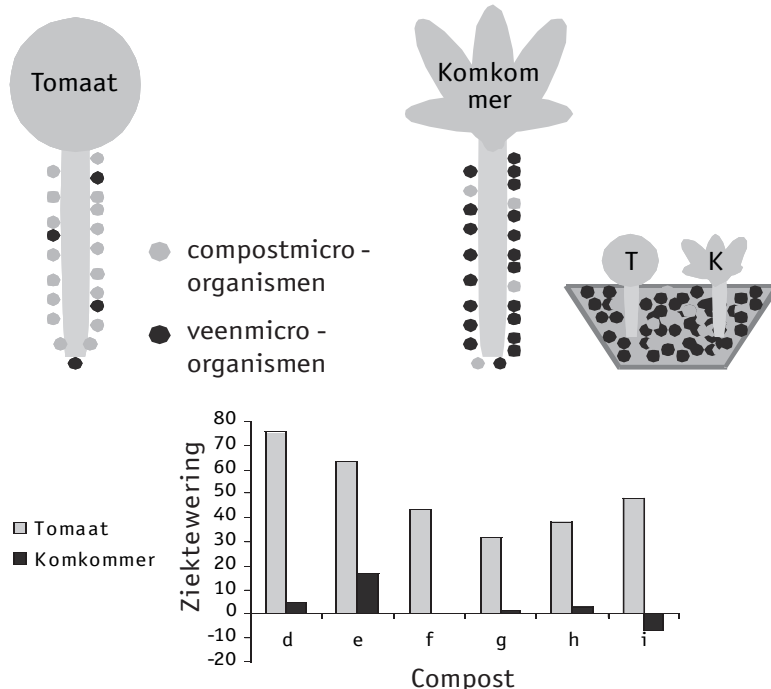 Tomaat
Komkom
mer
compostmicro -
organismen
veenmicro -
organismen
T
K
80
70
60
50
40
30
20
10
0
-10
-20
Ziektewering
Tomaat
Komkommer
d
e
f
g
h
i
Compost